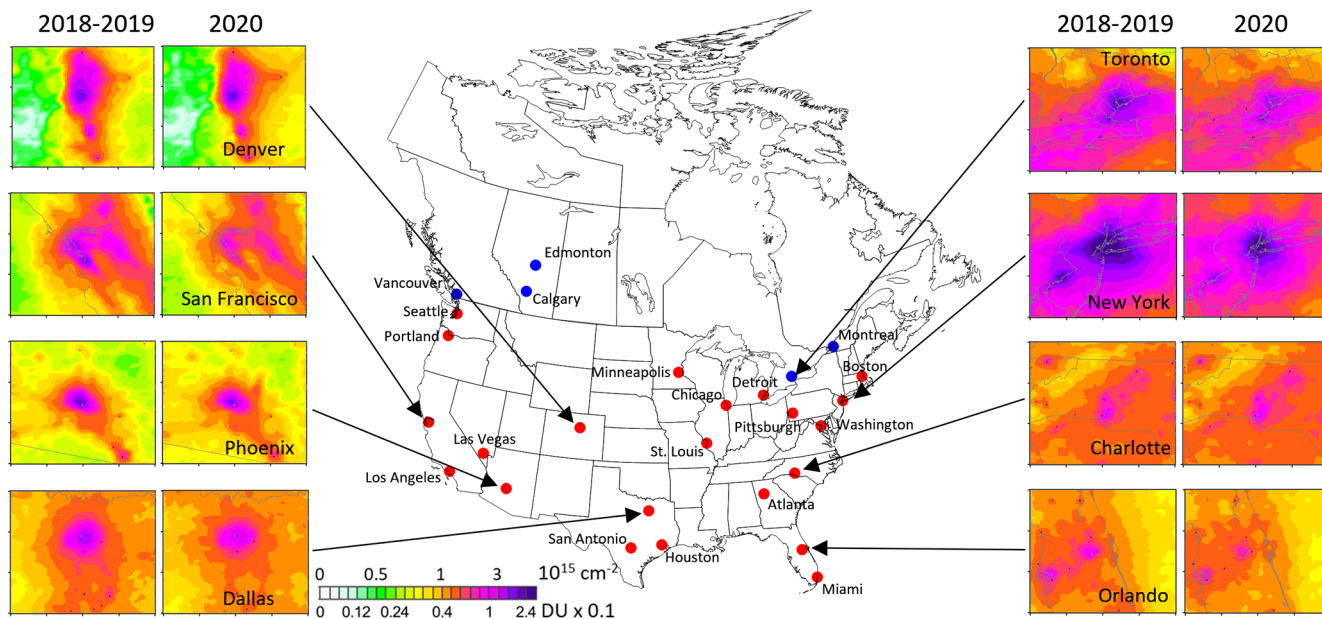 2018-2019
2020
2018-2019
2020
Denver
San Francisco
Phoenix
Dallas
Toronto
New York
Charlotte
Orlando
Edmonton
Vancouver
Calgary
Seattle
Portland
Montreal
Boston
Minneapolis
Detroit
Chicago
Pittsburgh
Washington
St. Louis
Las Vegas
Los Angeles
Atlanta
San Antonio
Houston
Miami
0 0.5 1 3 10¹⁵ cm⁻²
0 0.12 0.24 0.4 1 2.4 DU x 0.1